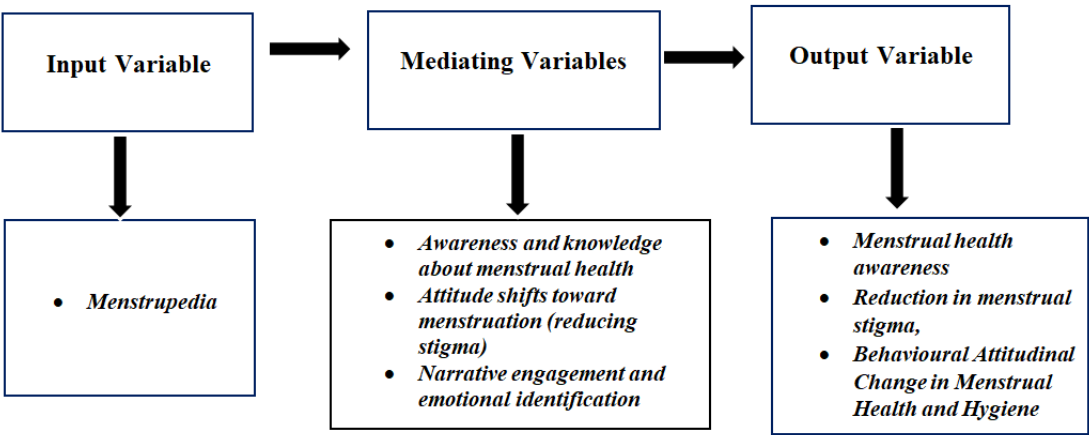 Input Variable
Mediating Variables
Output Variable
• Menstrupedia
• Awareness and knowledge
about menstrual health
• Attitude shifts toward
menstruation (reducing
stigma)
• Narrative engagement and
emotional identification
• Menstrual health
awareness
• Reduction in menstrual
stigma,
• Behavioural Attitudinal
Change in Menstrual
Health and Hygiene